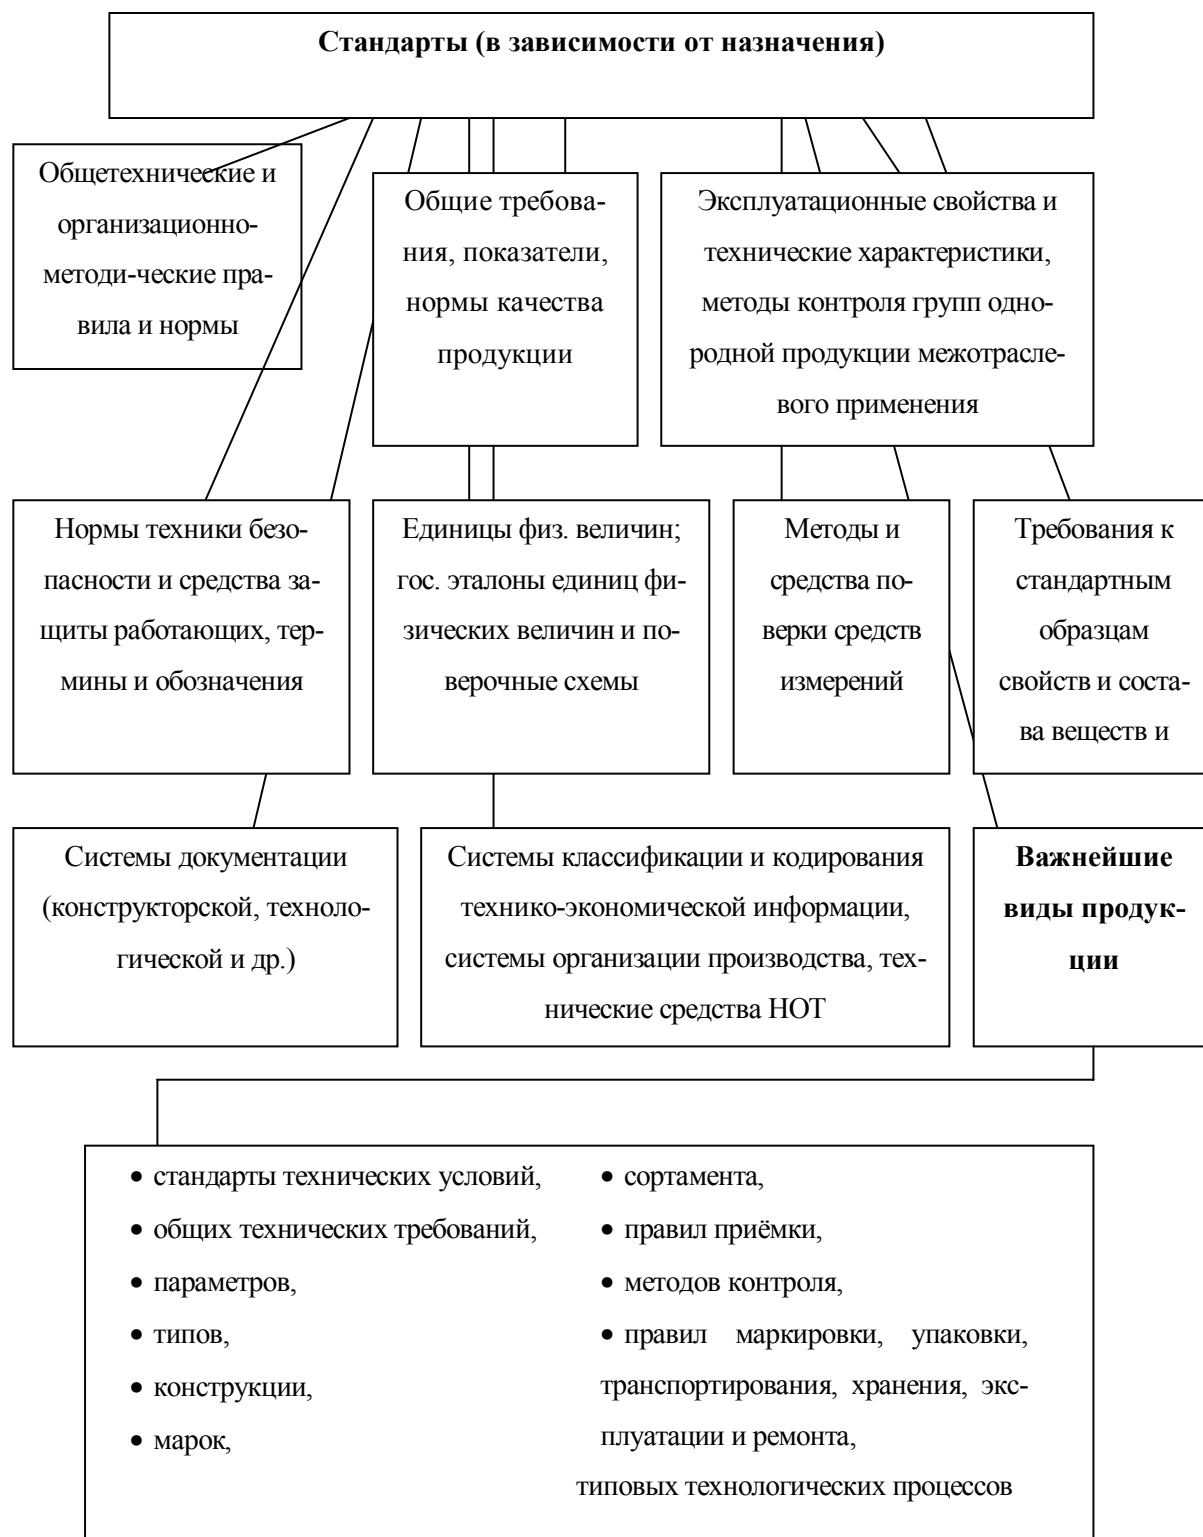 Стандарты (в зависимости от назначения)
Общетехнические и
организационно-
методи-ческие пра-
вила и нормы
Общие требова-
ния, показатели,
нормы качества
продукции
Эксплуатационные свойства и
технические характеристики,
методы контроля групп одно-
родной продукции межотрасле-
вого применения
Нормы техники безо-
пасности и средства за-
щиты работающих, тер-
мины и обозначения
Единицы физ. величин;
гос. эталоны единиц фи-
зических величин и по-
верочные схемы
Методы и
средства по-
верки средств
измерений
Требования к
стандартным
образцам
свойств и соста-
ва веществ и
Системы документации
(конструкторской, техноло-
гической и др.)
Системы классификации и кодирования
технико-экономической информации,
системы организации производства, тех-
нические средства НОТ
Важнейшие
виды продук-
ции
• стандарты технических условий,
• общих технических требований,
• параметров,
• типов,
• конструкции,
• марок,
• сортамента,
• правил приёмки,
• методов контроля,
• правил маркировки, упаковки,
транспортирования, хранения, экс-
плуатации и ремонта,
типовых технологических процессов